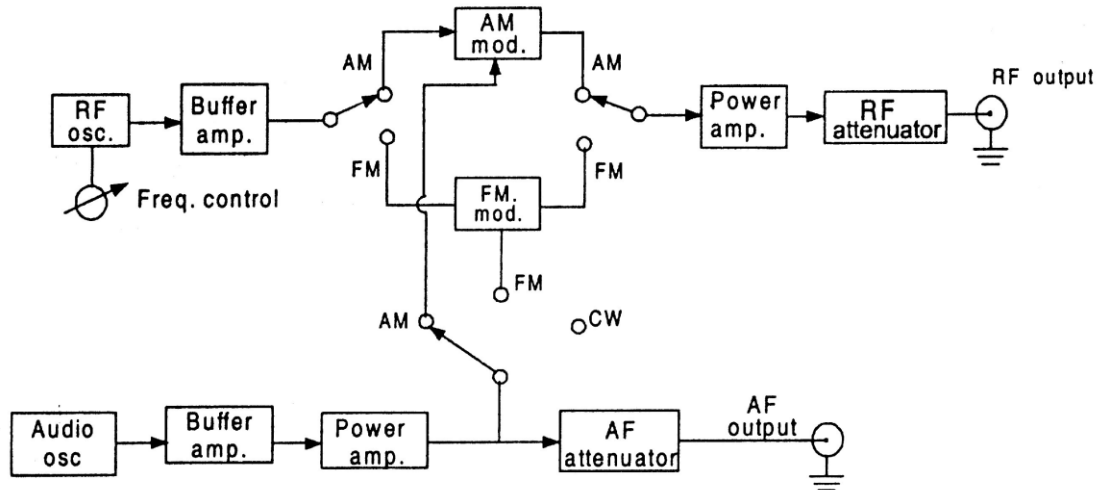 AM
mod.
AM
AM
RF output
RF
osc.
Buffer
amp.
Power
amp.
RF
attenuator
FM
FM
Freq. control
FM.
mod.
FM
AM
CW
Audio
osc
Buffer
amp.
Power
amp.
AF
attenuator
AF
output